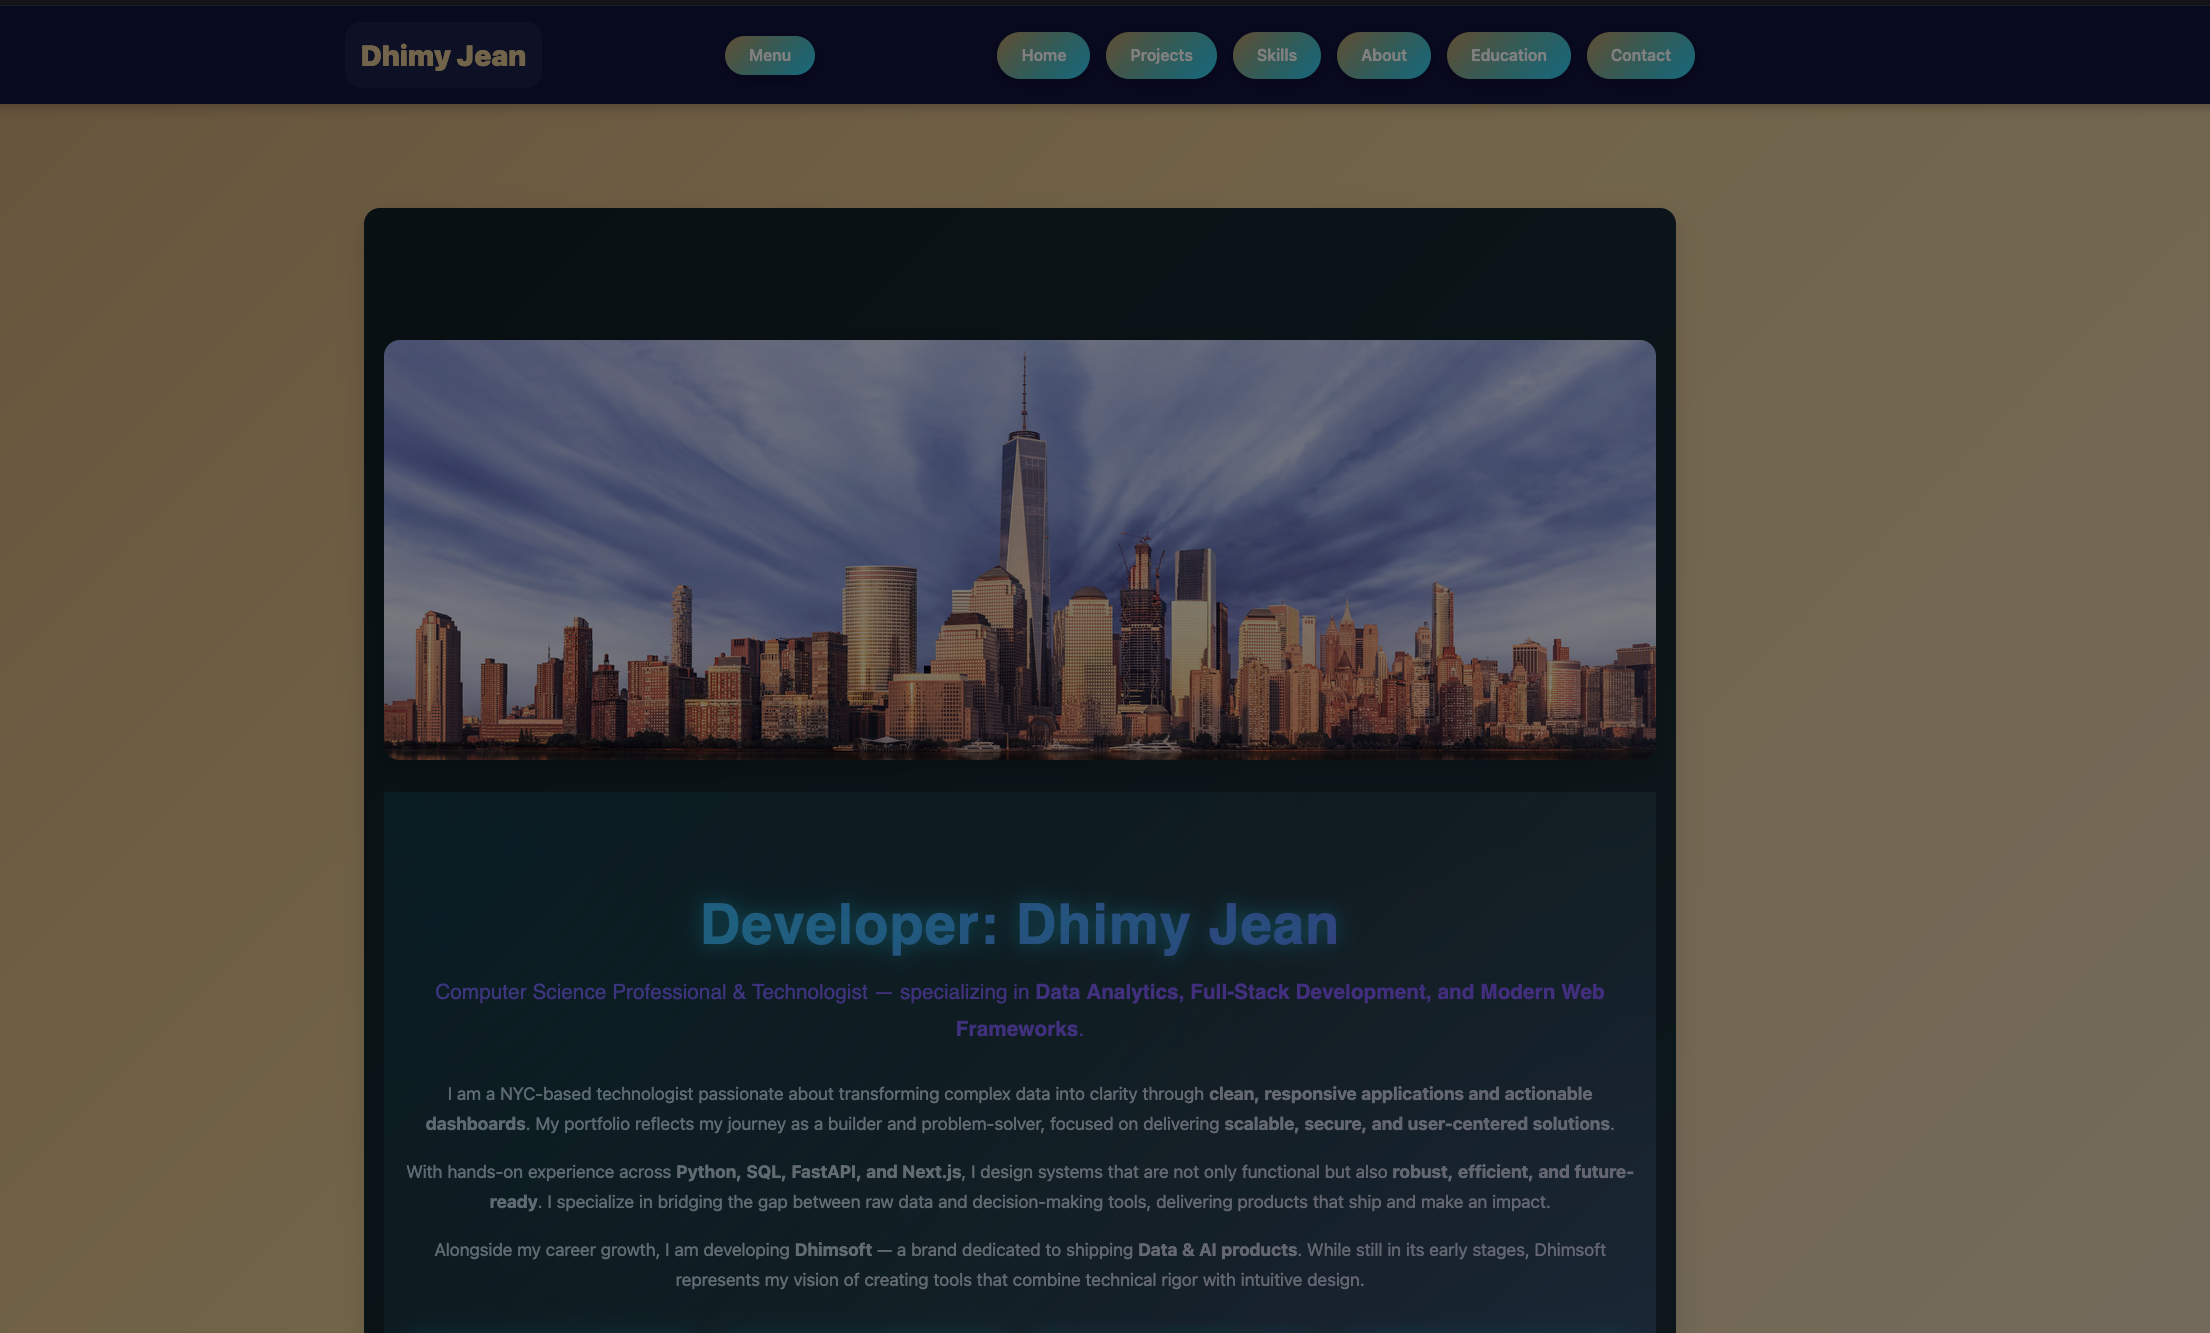 Dhimy Jean
Menu
Home
Projects
Skills
About
Education
Contact
Developer: Dhimy Jean
Computer Science Professional & Technologist — specializing in Data Analytics, Full-Stack Development, and Modern Web
Frameworks.
I am a NYC-based technologist passionate about transforming complex data into clarity through clean, responsive applications and actionable
dashboards. My portfolio reflects my journey as a builder and problem-solver, focused on delivering scalable, secure, and user-centered solutions.
With hands-on experience across Python, SQL, FastAPI, and Next.js, I design systems that are not only functional but also robust, efficient, and future-
ready. I specialize in bridging the gap between raw data and decision-making tools, delivering products that ship and make an impact.
Alongside my career growth, I am developing Dhimsoft — a brand dedicated to shipping Data & AI products. While still in its early stages, Dhimsoft
represents my vision of creating tools that combine technical rigor with intuitive design.